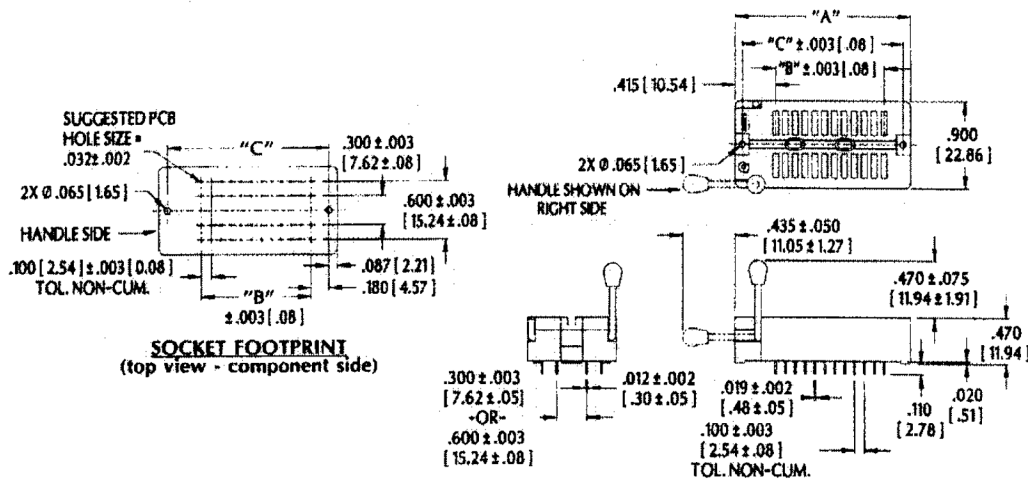 SUGGESTED PCB
HOLE SIZE =
.032±.002
"C"
.300 ±.003
[7.62±.08]
2X Ø .065[1.65]
.600 ±.003
[15.24±.08]
HANDLE SIDE
.100[2.54]±.003[0.08]
TOL. NON-CUM.
.087 [2.21]
.180[4.57]
"B"
±.003[.08]
SOCKET FOOTPRINT
(top view - component side)
"A"
"C" ±.003[.08]
"B"±.003[.08]
.415[10.54]
.900
[22.86]
2X Ø .065[1.65]
HANDLE SHOWN ON
RIGHT SIDE
.435 ±.050
[11.05±1.27]
.470 ±.075
[11.94±1.91]
.470
[11.94]
.300±.003
[7.62±.05]
-OR-
.600±.003
[15.24±.08]
.012±.002
[.30±.05]
.019±.002
[.48±.05]
.100±.003
[2.54±.08]
TOL. NON-CUM.
.020
[.51]
.110
[2.78]